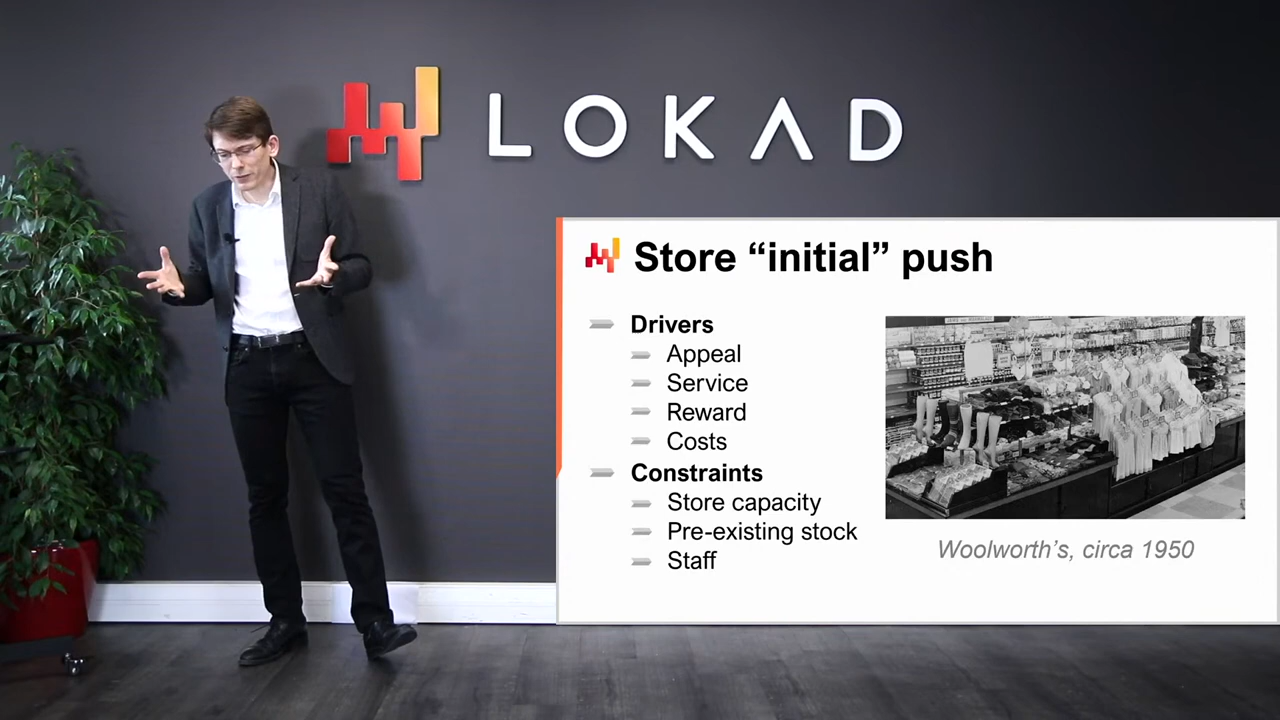 LOKAD
Store “initial” push
Drivers
Appeal
Service
Reward
Costs
Constraints
Store capacity
Pre-existing stock
Staff
Woolworth's, circa 1950